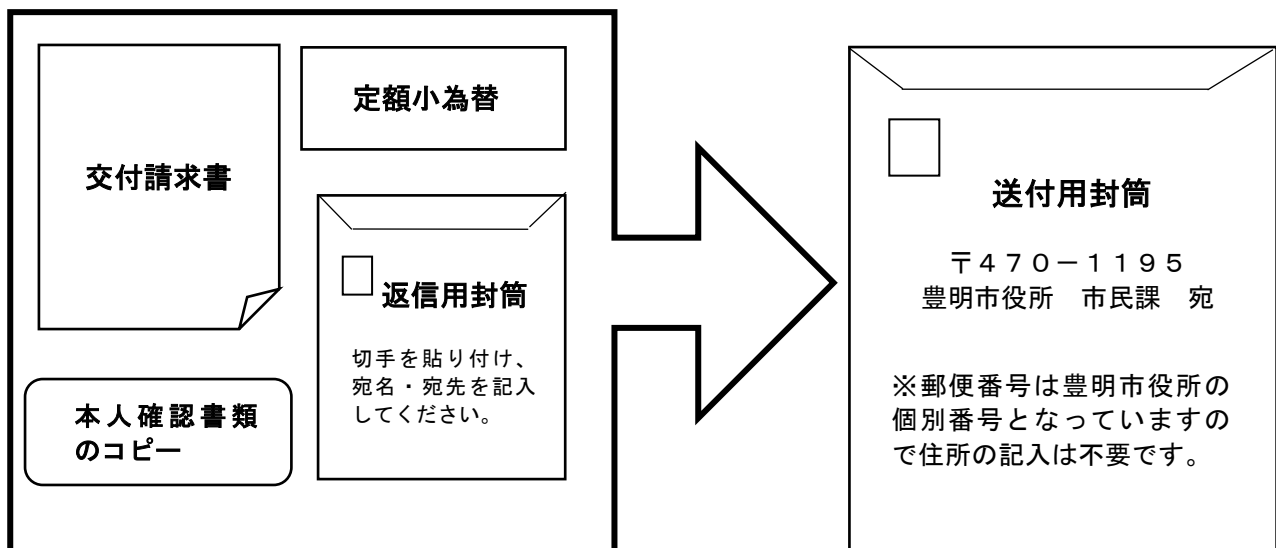 交付請求書
定額小為替
返信用封筒
切手を貼り付け、
宛名・宛先を記入
してください。
本人確認書類
のコピー
送付用封筒
〒４７０－１１９５
豊明市役所　市民課　宛
※郵便番号は豊明市役所の
個別番号となっていますの
で住所の記入は不要です。